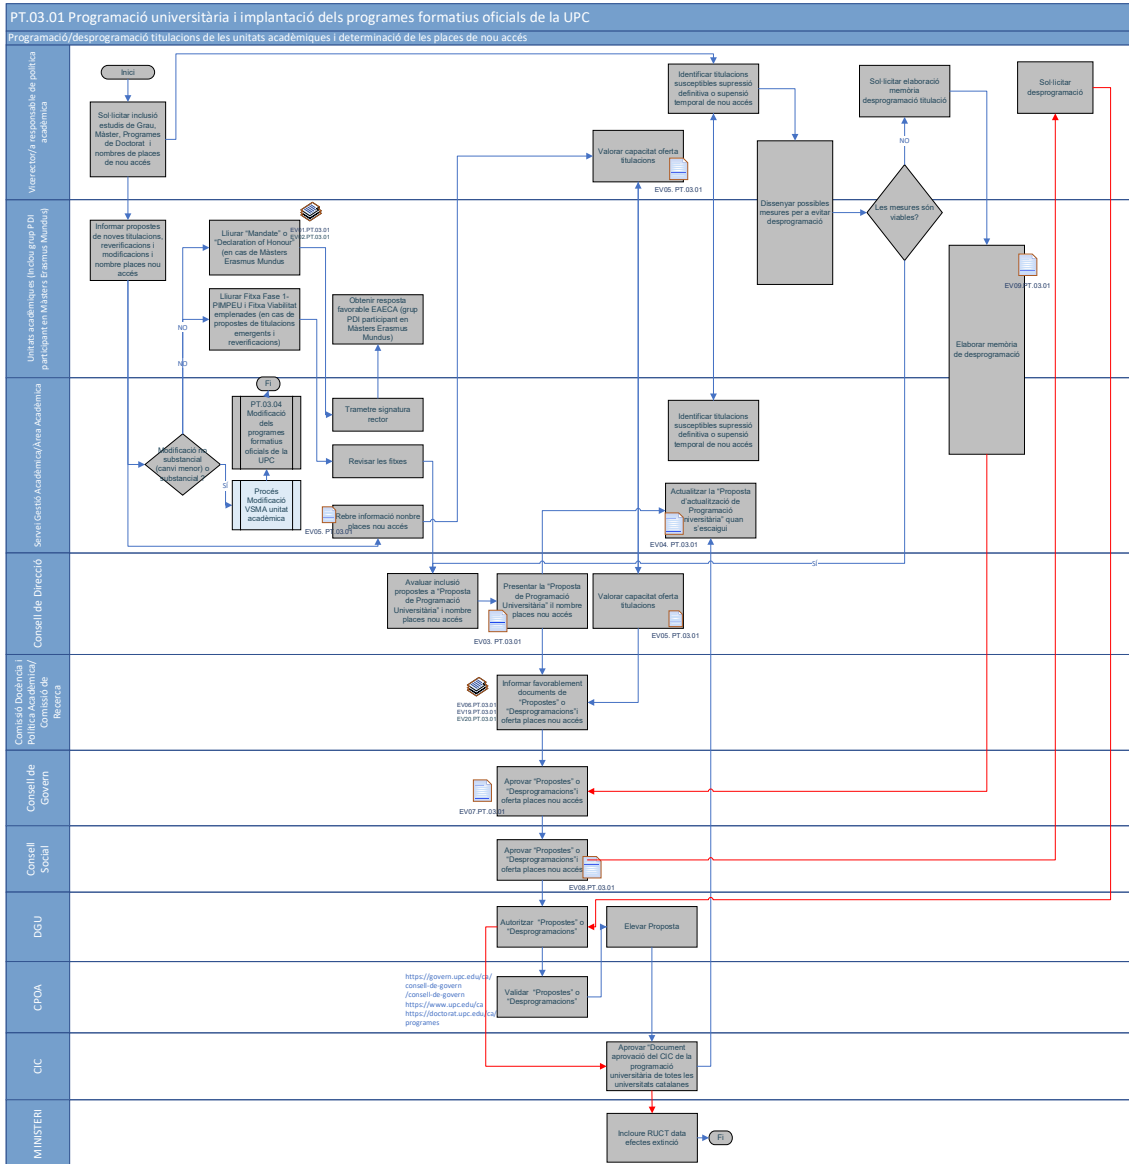 PT.03.01 Programació universitària i implantació dels programes formatius oficials de la UPC
Programació/desprogramació titulacions de les unitats acadèmiques i determinació de les places de nou accés
Vicerector/a responsable de política
acadèmica
Inici
Sol·licitar inclusió
estudis de Grau,
Màster, Programes
de Doctorat i
nombres de places
de nou accés
Identificar titulacions
susceptibles supressió
definitiva o supensió
temporal de nou accés
Sol·licitar elaboració
memòria
desprogramació titulació
Sol·licitar
desprogramació
Valorar capacitat oferta
titulacions
EV05. PT.03.01
NO
Dissenyar possibles
mesures per a evitar
desprogramació
Les mesures són
viables?
Unitats acadèmiques (Inclou grup PDI
participant en Màsters Erasmus Mundus)
Informar propostes
de noves titulacions,
reverificacions i
modificacions i
nombre places nou
accés
Lliurar "Mandate" o
"Declaration of Honour"
(en cas de Màsters
Erasmus Mundus
EV01.PT.03.01
EV02.PT.03.01
Lliurar Fitxa Fase 1-
PIMPEU i Fitxa Viabilitat
emplenades (en cas de
propostes de titulacions
emergents i
reverificacions)
Obtenir resposta
favorable EAECA (grup
PDI participant en
Màsters Erasmus
Mundus)
NO
NO
EV09.PT.03.01
Elaborar memòria
de desprogramació
Servei Gestió Acadèmica/Àrea Acadèmica
Fi
PT.03.04
Modificació
dels
programes
formatius
oficials de la
UPC
Modificació no
substancial
(canvi menor) o
substancial ?
SÍ
Procés
Modificació
VSMA unitat
acadèmica
Trametre signatura
rector
Revisar les fitxes
Rebre informació nonbre
places nou accés
EV05. PT.03.01
Identificar titulacions
susceptibles supressió
definitiva o supensió
temporal de nou accés
Actualitzar la "Proposta
d'actualització de
Programació
Universitària" quan
s'escaigui
EV04. PT.03.01
SÍ
Consell de Direcció
Avaluar inclusió
propostes a "Proposta
de Programació
Universitària" i nombre
places nou accés
Presentar la "Proposta
de Programació
Universitària" iI nombre
places nou accés
EV03. PT.03.01
Valorar capacitat oferta
titulacions
EV05. PT.03.01
Comissió Docència i
Política Acadèmica/
Comissió de
Recerca
EV06.PT.03.01
EV19.PT.03.01
EV20.PT.03.01
Informar favorablement
documents de
"Propostes" o
"Desprogramacions"i
oferta places nou accés
Consell de
Govern
Aprovar "Propostes" o
"Desprogramacions"i
oferta places nou accés
EV07.PT.03.01
Consell
Social
Aprovar "Propostes" o
"Desprogramacions"i
oferta places nou accés
EV08.PT.03.01
DGU
Autoritzar "Propostes" o
"Desprogramacions"
Elevar Proposta
CPOA
https://govern.upc.edu/ca/
consell-de-govern
/consell-de-govern
https://www.upc.edu/ca
https://doctorat.upc.edu/ca/
programes
Validar "Propostes" o
"Desprogramacions"
CIC
Aprovar "Document
aprovació del CIC de la
programació
universitària de totes les
universitats catalanes
MINISTERI
Incloure RUCT data
efectes extinció
Fi